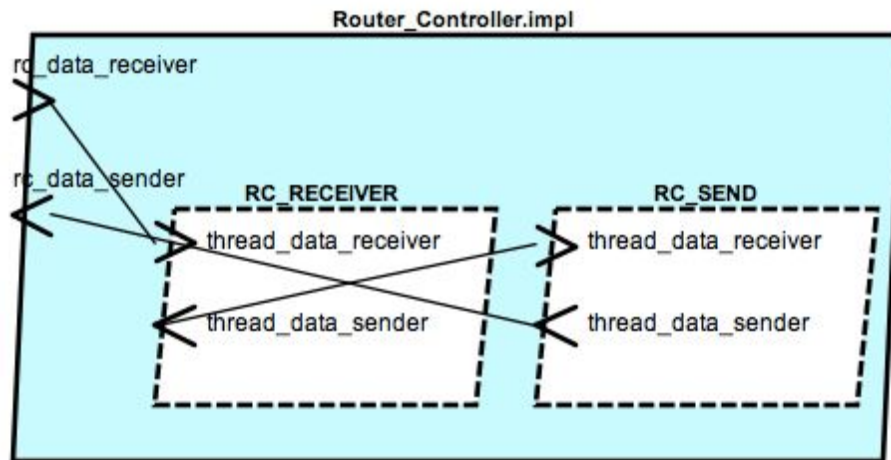 Router_Controller.impl
rc_data_receiver
rc_data_sender
RC_RECEIVER
RC_SEND
thread_data_receiver
thread_data_receiver
thread_data_sender
thread_data_sender